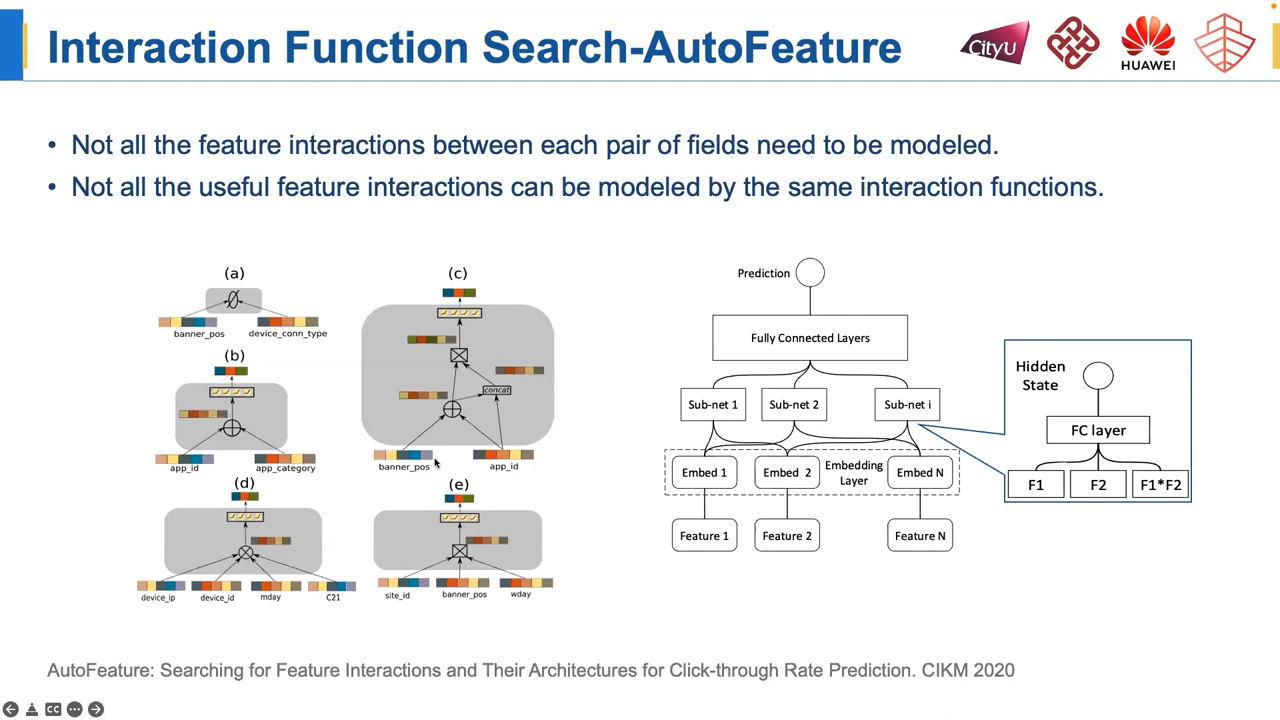 Interaction Function Search-AutoFeature
CityU
HUAWEI
• Not all the feature interactions between each pair of fields need to be modeled.
• Not all the useful feature interactions can be modeled by the same interaction functions.
(a)
banner_pos
device_conn_type
(b)
app_id
app_category
(c)
concat
banner_pos
app_id
(d)
device_ip
device_id
mday
C21
(e)
site_id
banner_pos
wday
Prediction
Fully Connected Layers
Sub-net 1
Sub-net 2
Sub-net i
Embed 1
Embed 2
Embedding
Layer
Embed N
Feature 1
Feature 2
Feature N
Hidden
State
FC layer
F1
F2
F1*F2
AutoFeature: Searching for Feature Interactions and Their Architectures for Click-through Rate Prediction. CIKM 2020
CC